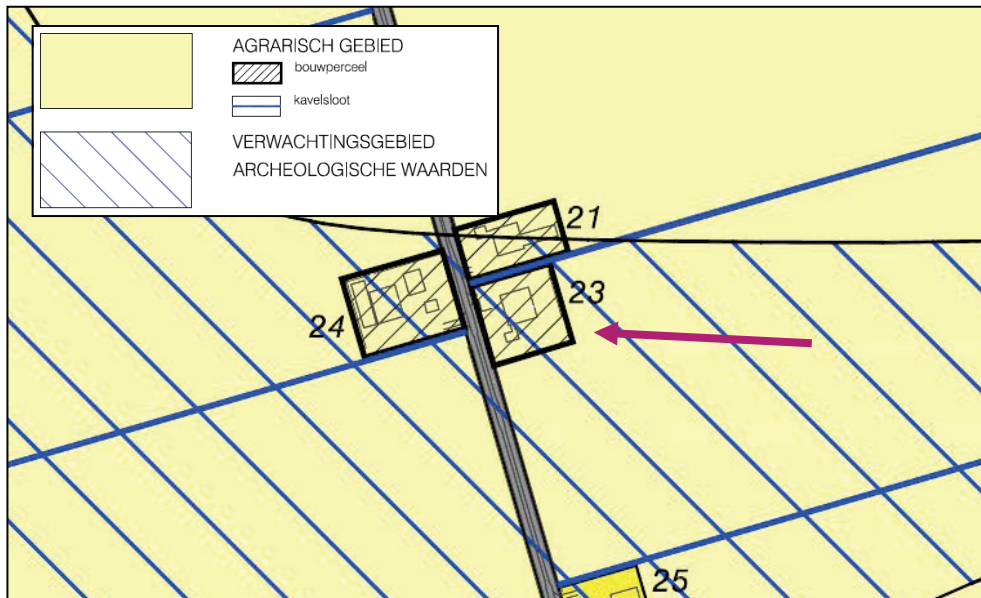 AGRARISCH GEBIED
bouwperceel
kavelsloot
VERWACHTINGSGEBIED
ARCHEOLOGISCHE WAARDEN
21
23
24
25